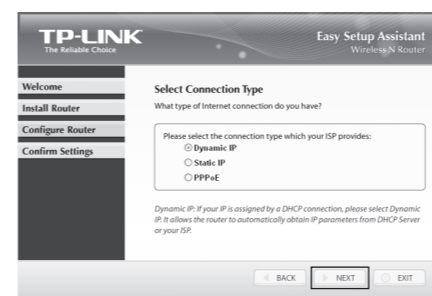 TP-LINK
The Reliable Choice
Easy Setup Assistant
Wireless N Router
Welcome
Install Router
Configure Router
Confirm Settings
Select Connection Type
What type of Internet connection do you have?
Please select the connection type which your ISP provides:
Dynamic IP
Static IP
PPPoE
Dynamic IP: If your IP is assigned by a DHCP connection, please select Dynamic
IP. It allows the router to automatically obtain IP parameters from DHCP Server
or your ISP.
BACK
NEXT
EXIT